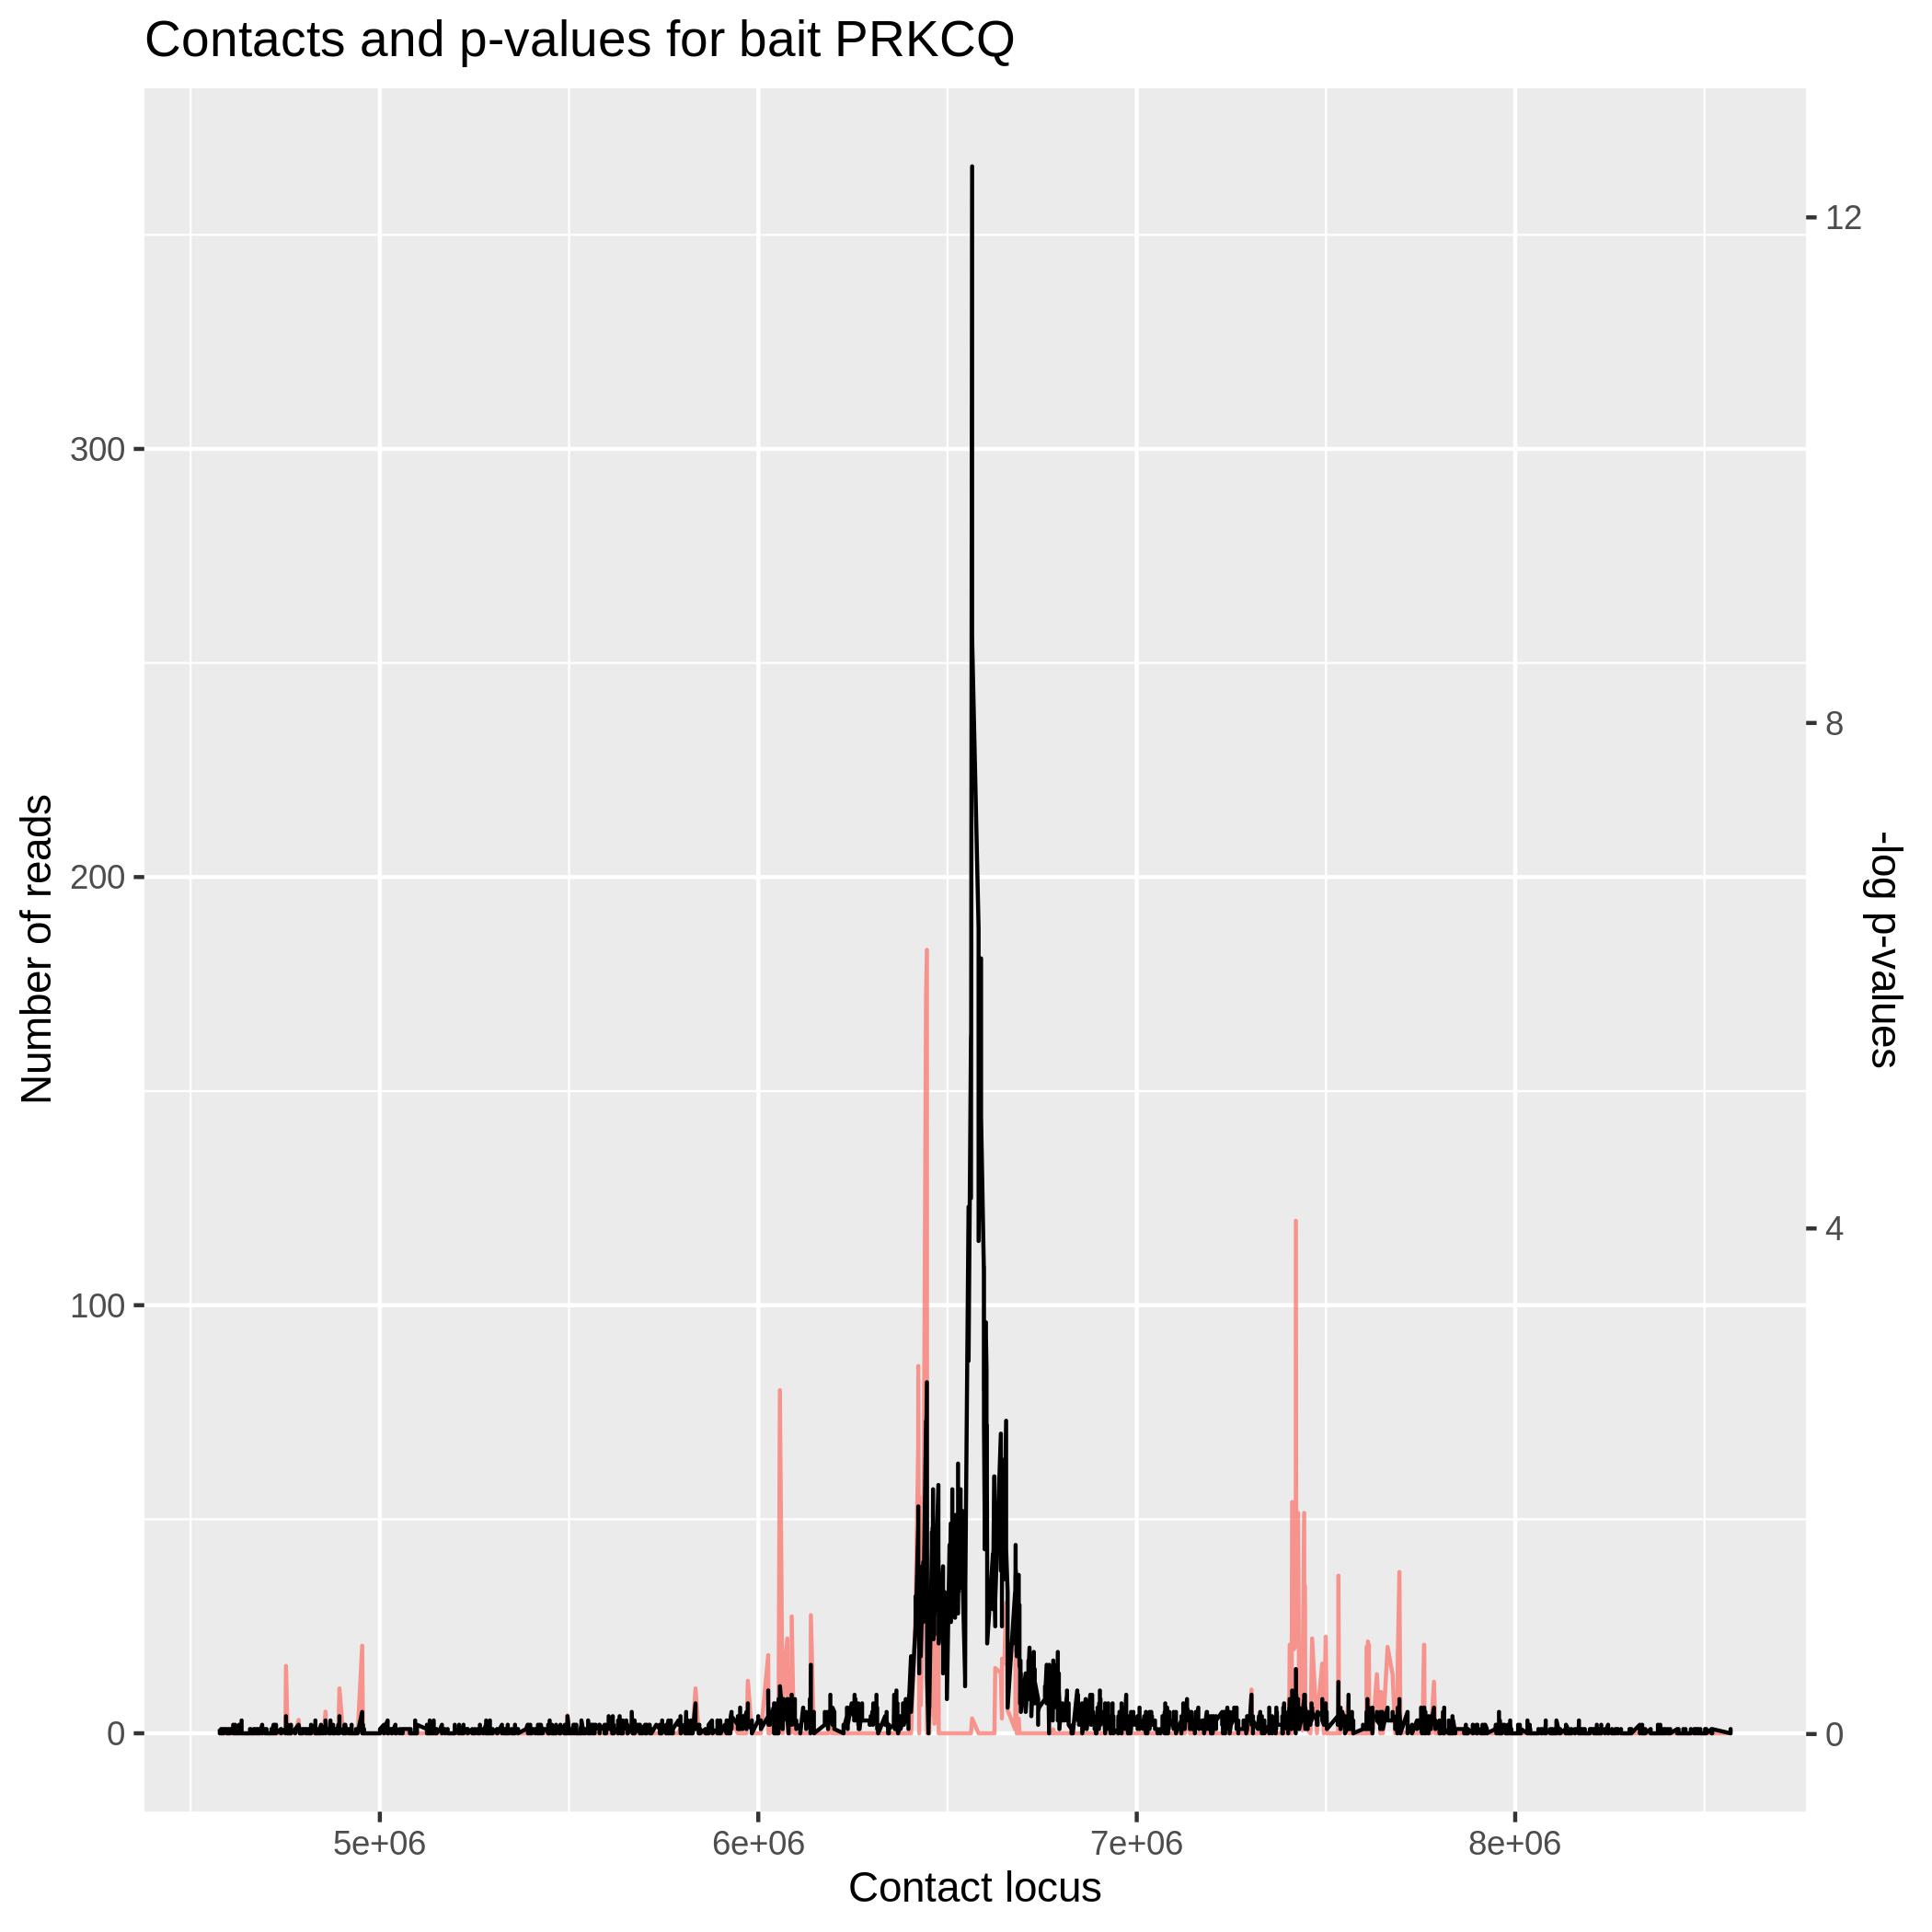 Contacts and p-values for bait PRKCQ
Number of reads
300
200
100
0
12
8
4
0
-log p-values
5e+06 6e+06 7e+06 8e+06
Contact locus